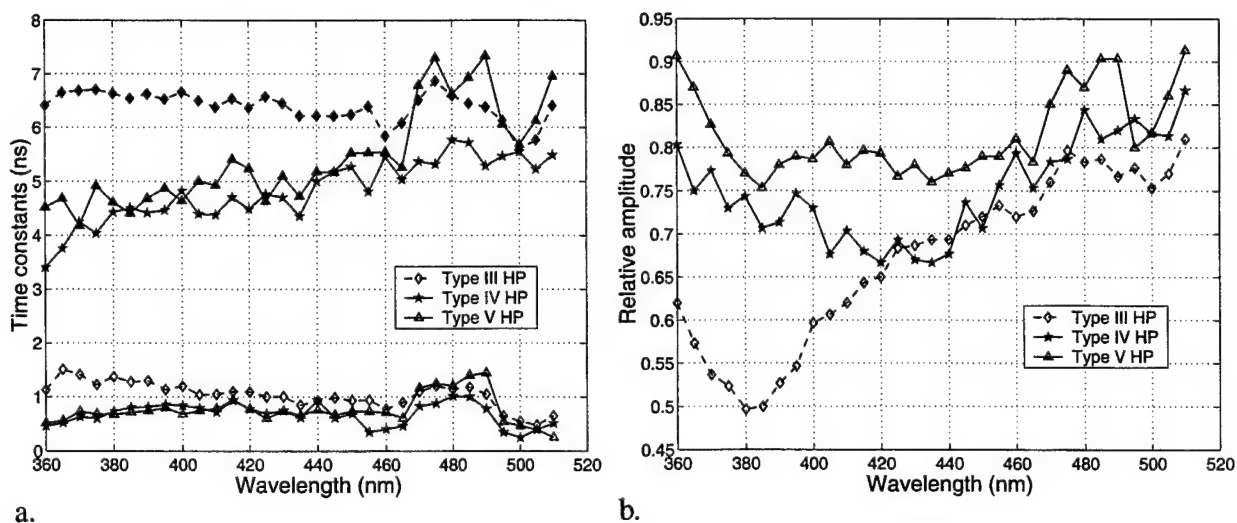 8
7
6
5
4
3
2
1
0
Time constants (ns)
Type III HP
Type IV HP
Type V HP
360 380 400 420 440 460 480 500 520
Wavelength (nm)
a.
0.95
0.9
0.85
0.8
0.75
0.7
0.65
0.6
0.55
0.5
0.45
Relative amplitude
Type III HP
Type IV HP
Type V HP
360 380 400 420 440 460 480 500 520
Wavelength (nm)
b.